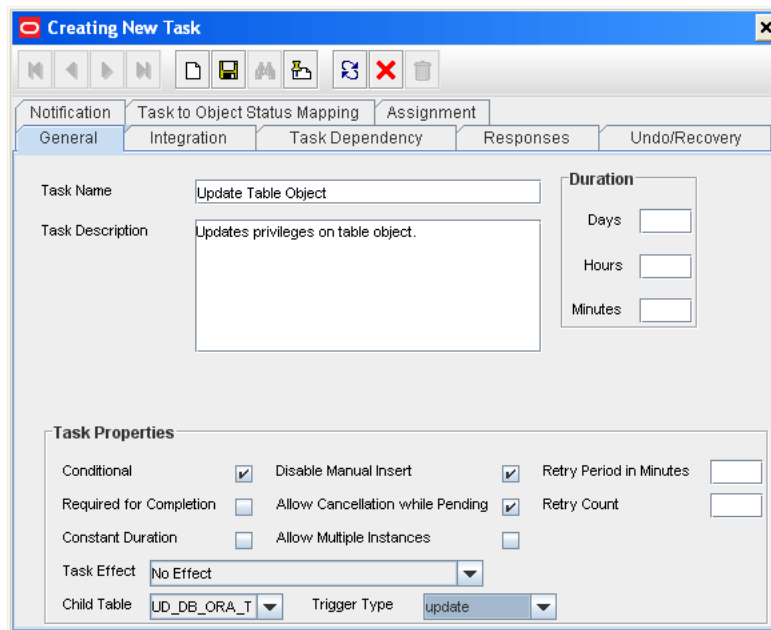 Creating New Task
Notification Task to Object Status Mapping Assignment
General Integration Task Dependency Responses Undo/Recovery
Task Name Update Table Object
Task Description Updates privileges on table object.
Duration
Days
Hours
Minutes
Task Properties
Conditional Disable Manual Insert Retry Period in Minutes
Required for Completion Allow Cancellation while Pending Retry Count
Constant Duration Allow Multiple Instances
Task Effect No Effect
Child Table UD_DB_ORA_T Trigger Type update